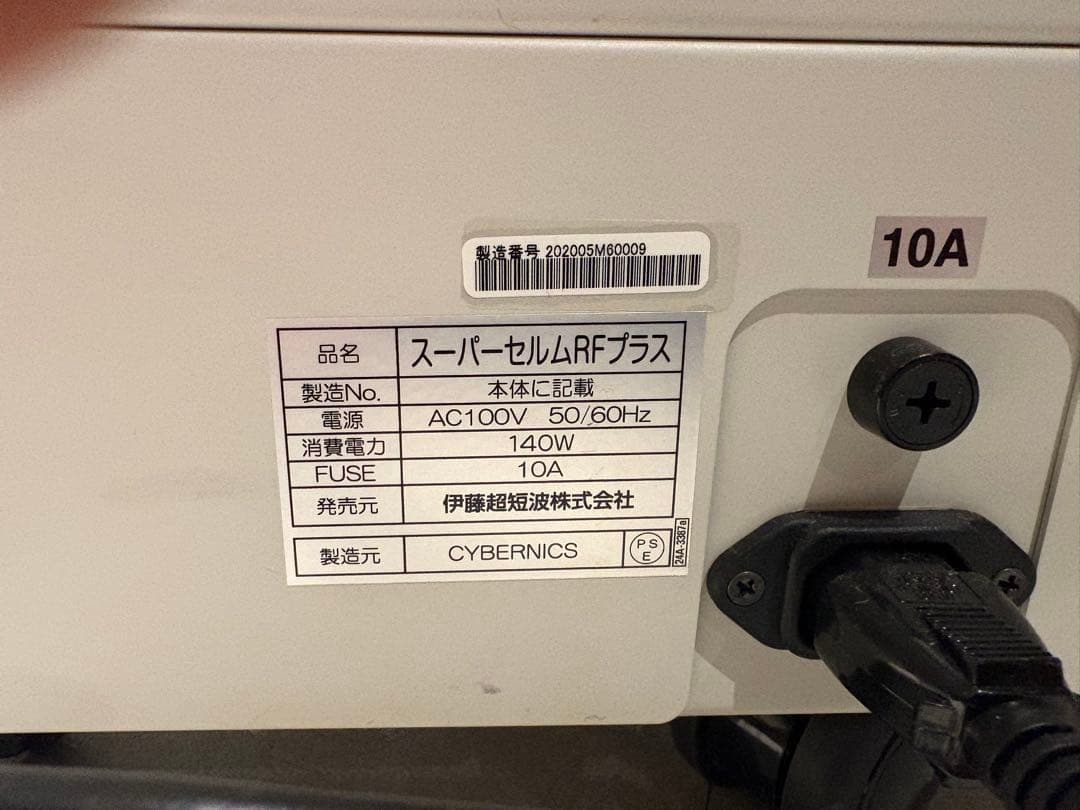 製造番号 202005M60009
10A
品名 スーパーセルムRFプラス
製造No. 本体に記載
電源 AC100V 50/60Hz
消費電力 140W
FUSE 10A
発売元 伊藤超短波株式会社
製造元 CYBERNICS PSE
24A-3387a